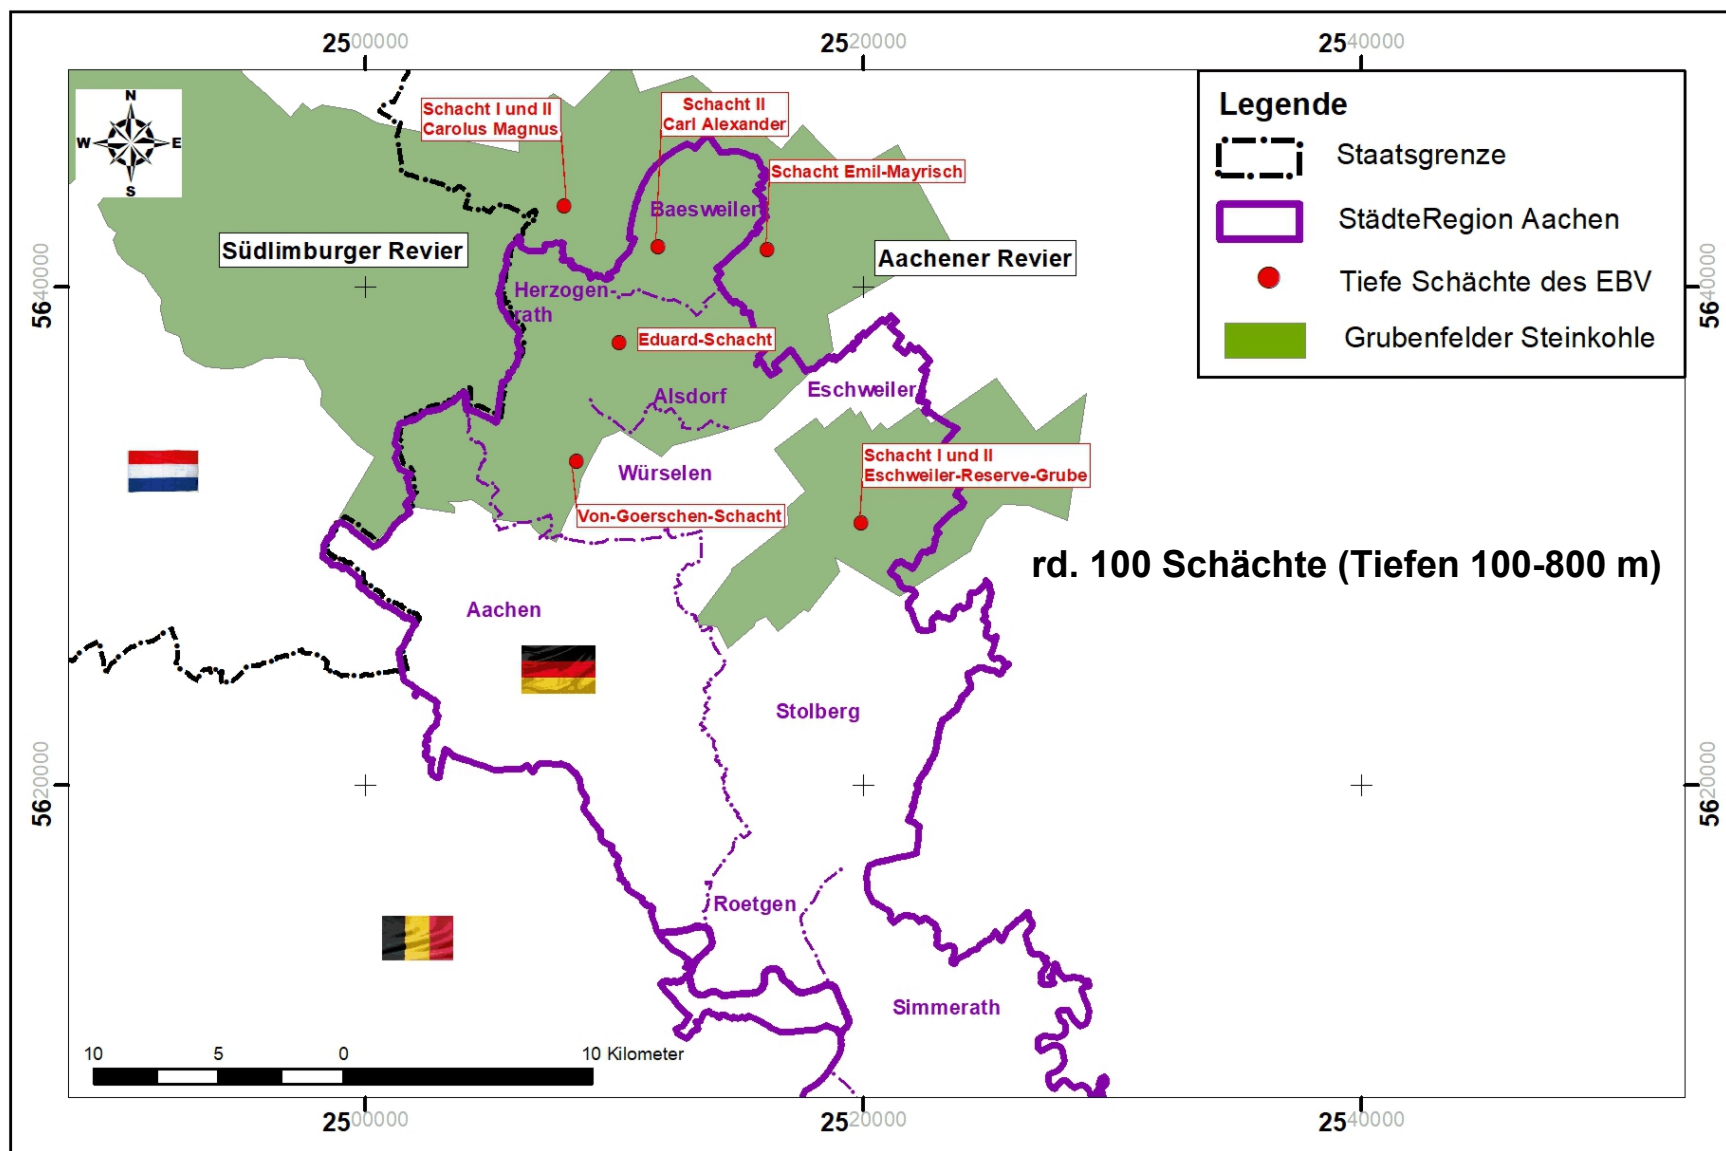 2500000
2520000
2540000
N
W
E
S
Schacht I und II
Carolus Magnus
Schacht II
Carl Alexander
Schacht Emil-Mayrisch
Legende
Staatsgrenze
StädteRegion Aachen
Tiefe Schächte des EBV
Grubenfelder Steinkohle
Baesweiler
Südlimburger Revier
Aachener Revier
5640000
5640000
Herzogen-
rath
Eduard-Schacht
Alsdorf
Eschweiler
Würselen
Schacht I und II
Eschweiler-Reserve-Grube
Von-Goerschen-Schacht
rd. 100 Schächte (Tiefen 100-800 m)
Aachen
Stolberg
5620000
5620000
Roetgen
Simmerath
10
5
0
10 Kilometer
2500000
2520000
2540000